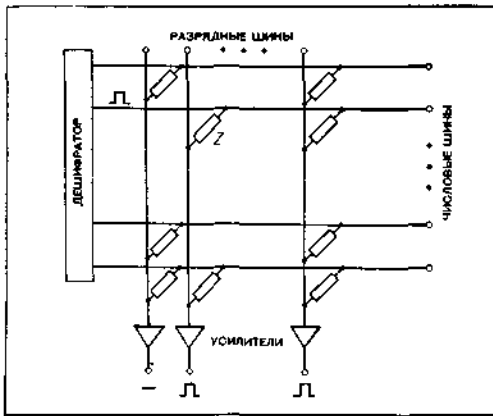 РАЗРЯДНЫЕ ШИНЫ
ДЕШИФРАТОР
Z
ЧИСЛОВЫЕ ШИНЫ
УСИЛИТЕЛИ